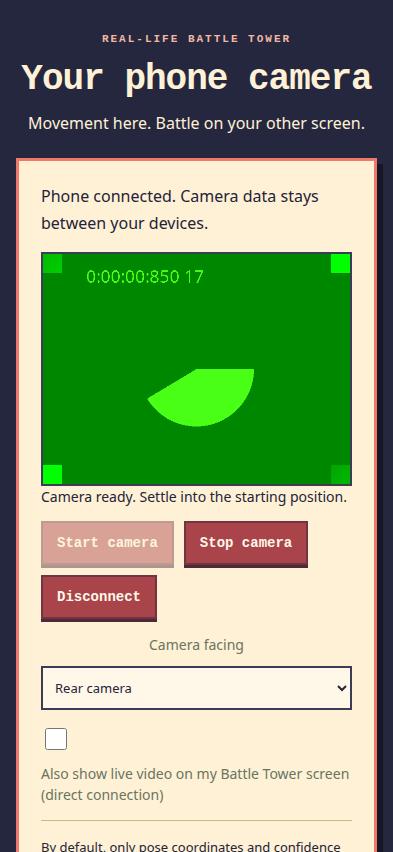 REAL-LIFE BATTLE TOWER
Your phone camera
Movement here. Battle on your other screen.
Phone connected. Camera data stays
between your devices.
0:00:00:850 17
Camera ready. Settle into the starting position.
Start camera
Stop camera
Disconnect
Camera facing
Rear camera
Also show live video on my Battle Tower screen
(direct connection)
By default, only pose coordinates and confidence